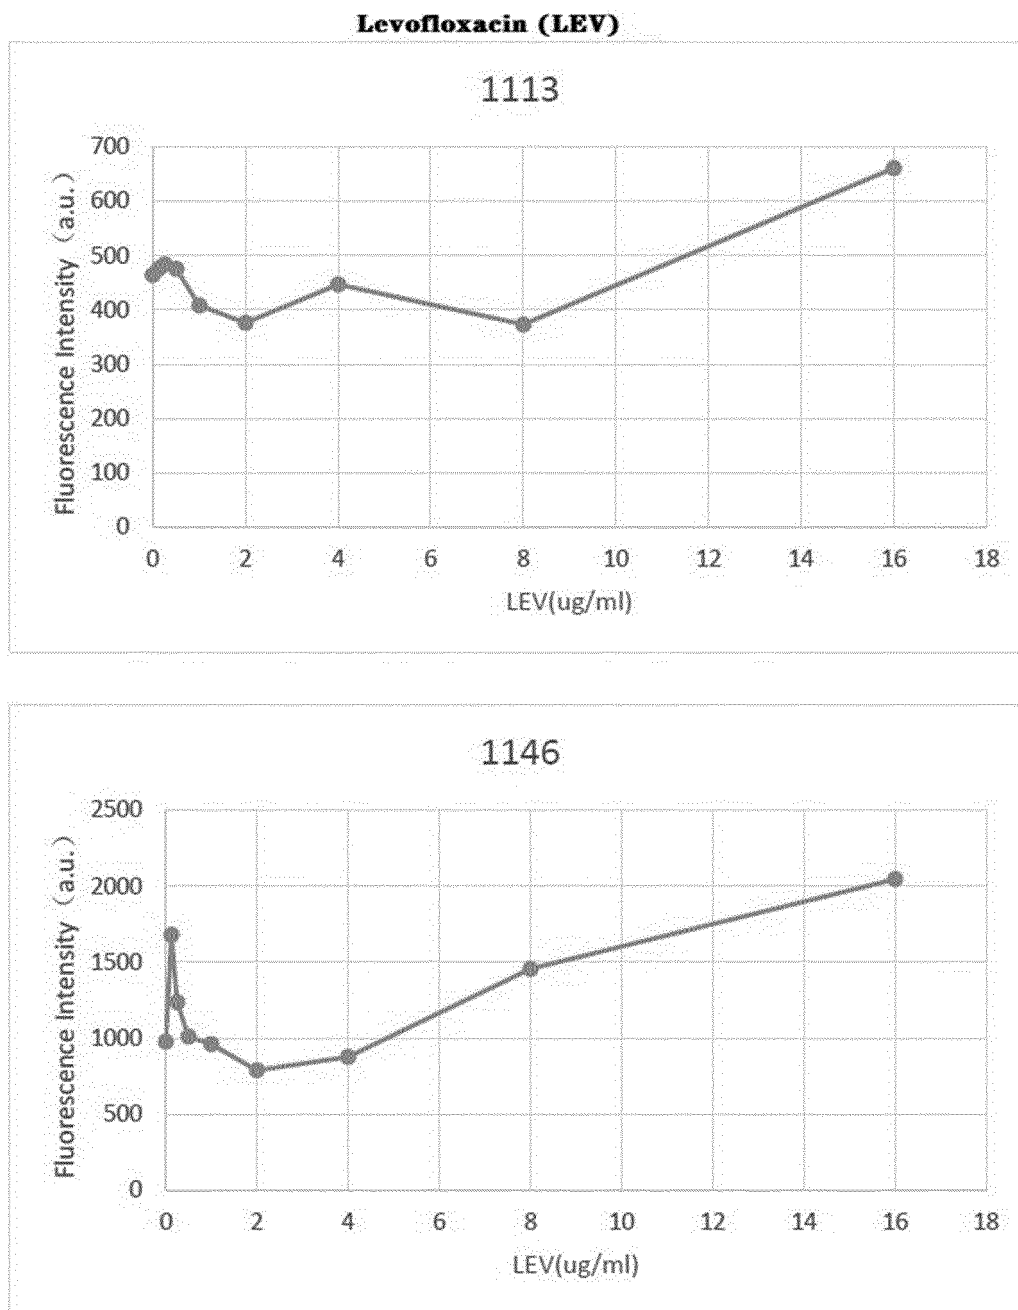 Levofloxacin (LEV)
1113
700
600
500
400
300
200
100
0
Fluorescence Intensity（a.u.）
0 2 4 6 8 10 12 14 16 18
LEV(ug/ml)
1146
2500
2000
1500
1000
500
0
Fluorescence Intensity（a.u.）
0 2 4 6 8 10 12 14 16 18
LEV(ug/ml)